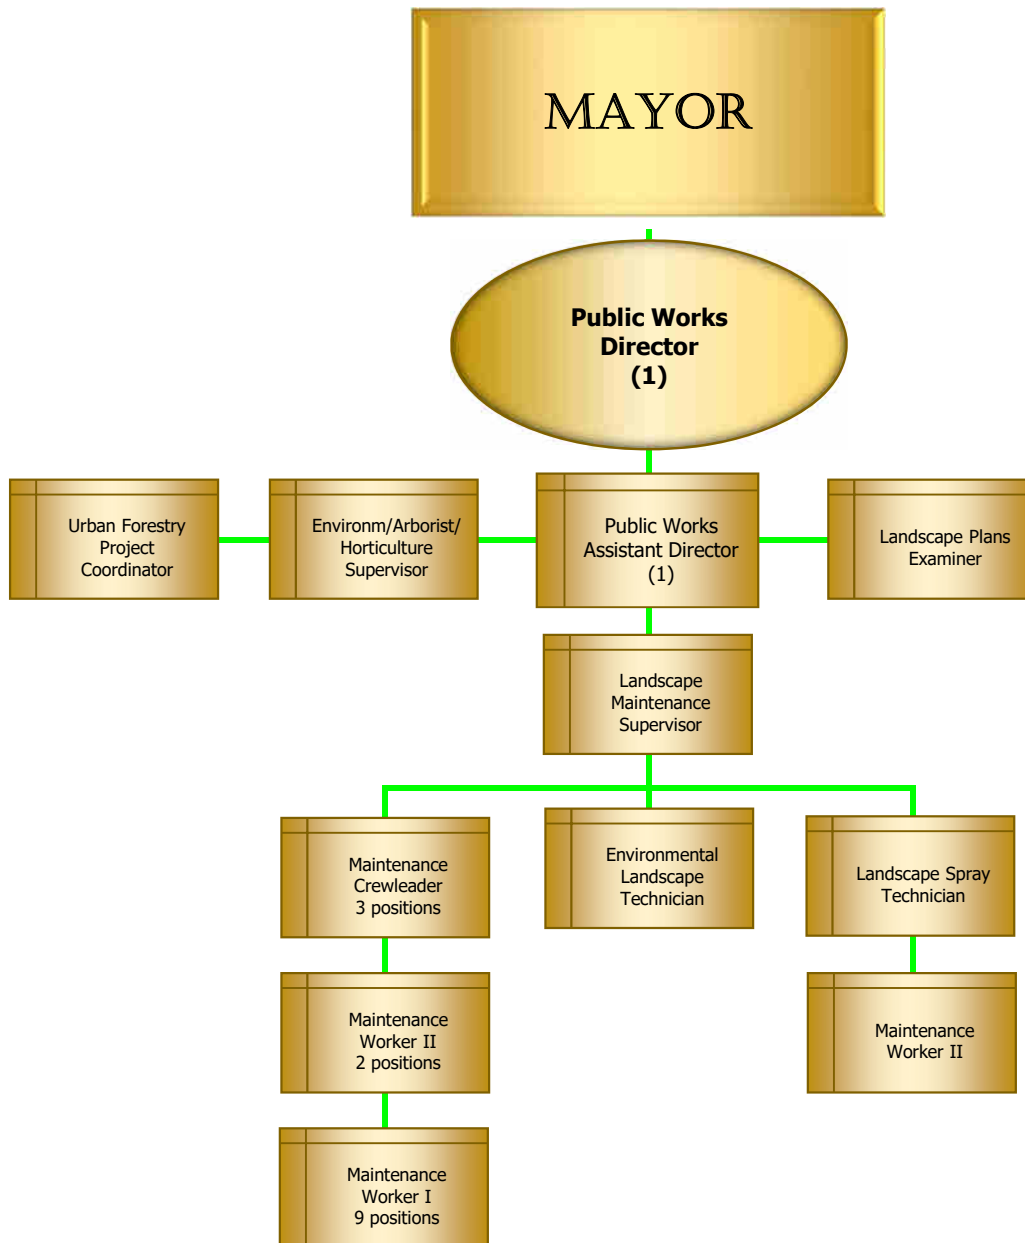 MAYOR
Public Works
Director
(1)
Urban Forestry
Project
Coordinator
Environm/Arborist/
Horticulture
Supervisor
Public Works
Assistant Director
(1)
Landscape Plans
Examiner
Landscape
Maintenance
Supervisor
Maintenance
Crewleader
3 positions
Environmental
Landscape
Technician
Landscape Spray
Technician
Maintenance
Worker II
2 positions
Maintenance
Worker II
Maintenance
Worker I
9 positions